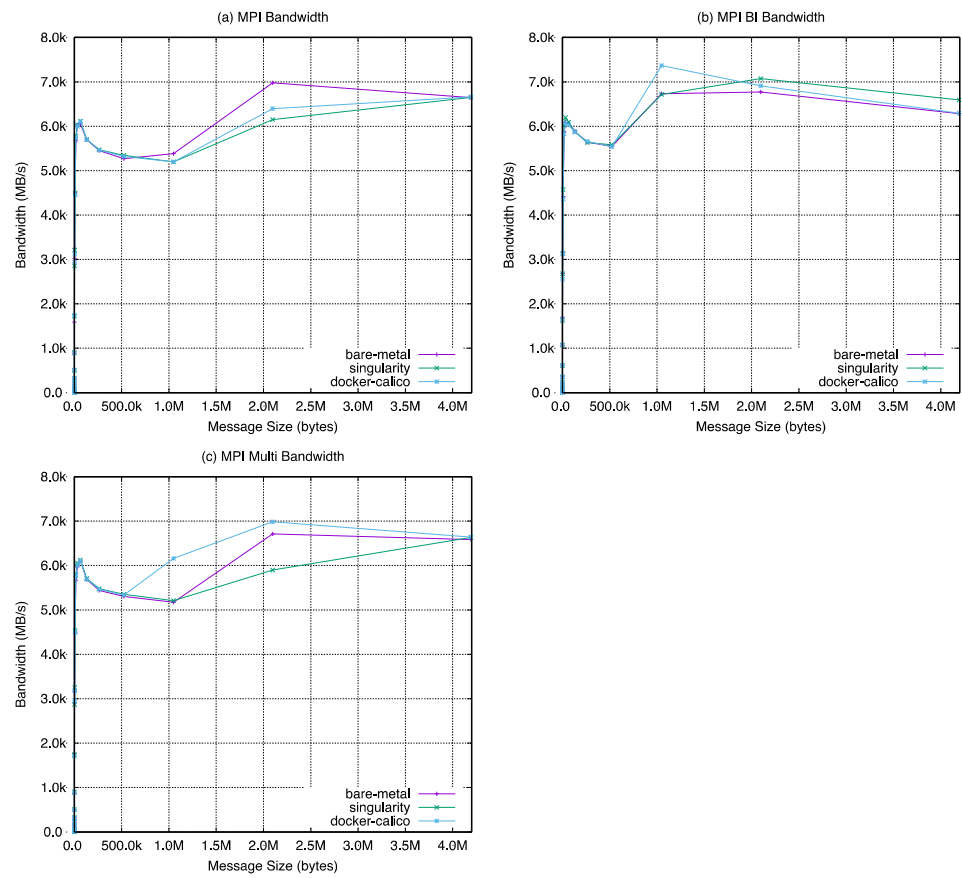 (a) MPI Bandwidth
8.0k
7.0k
6.0k
5.0k
4.0k
3.0k
2.0k
1.0k
0.0
Bandwidth (MB/s)
bare-metal
singularity
docker-calico
0.0 500.0k 1.0M 1.5M 2.0M 2.5M 3.0M 3.5M 4.0M
Message Size (bytes)
(b) MPI BI Bandwidth
8.0k
7.0k
6.0k
5.0k
4.0k
3.0k
2.0k
1.0k
0.0
Bandwidth (MB/s)
bare-metal
singularity
docker-calico
0.0 500.0k 1.0M 1.5M 2.0M 2.5M 3.0M 3.5M 4.0M
Message Size (bytes)
(c) MPI Multi Bandwidth
8.0k
7.0k
6.0k
5.0k
4.0k
3.0k
2.0k
1.0k
0.0
Bandwidth (MB/s)
bare-metal
singularity
docker-calico
0.0 500.0k 1.0M 1.5M 2.0M 2.5M 3.0M 3.5M 4.0M
Message Size (bytes)